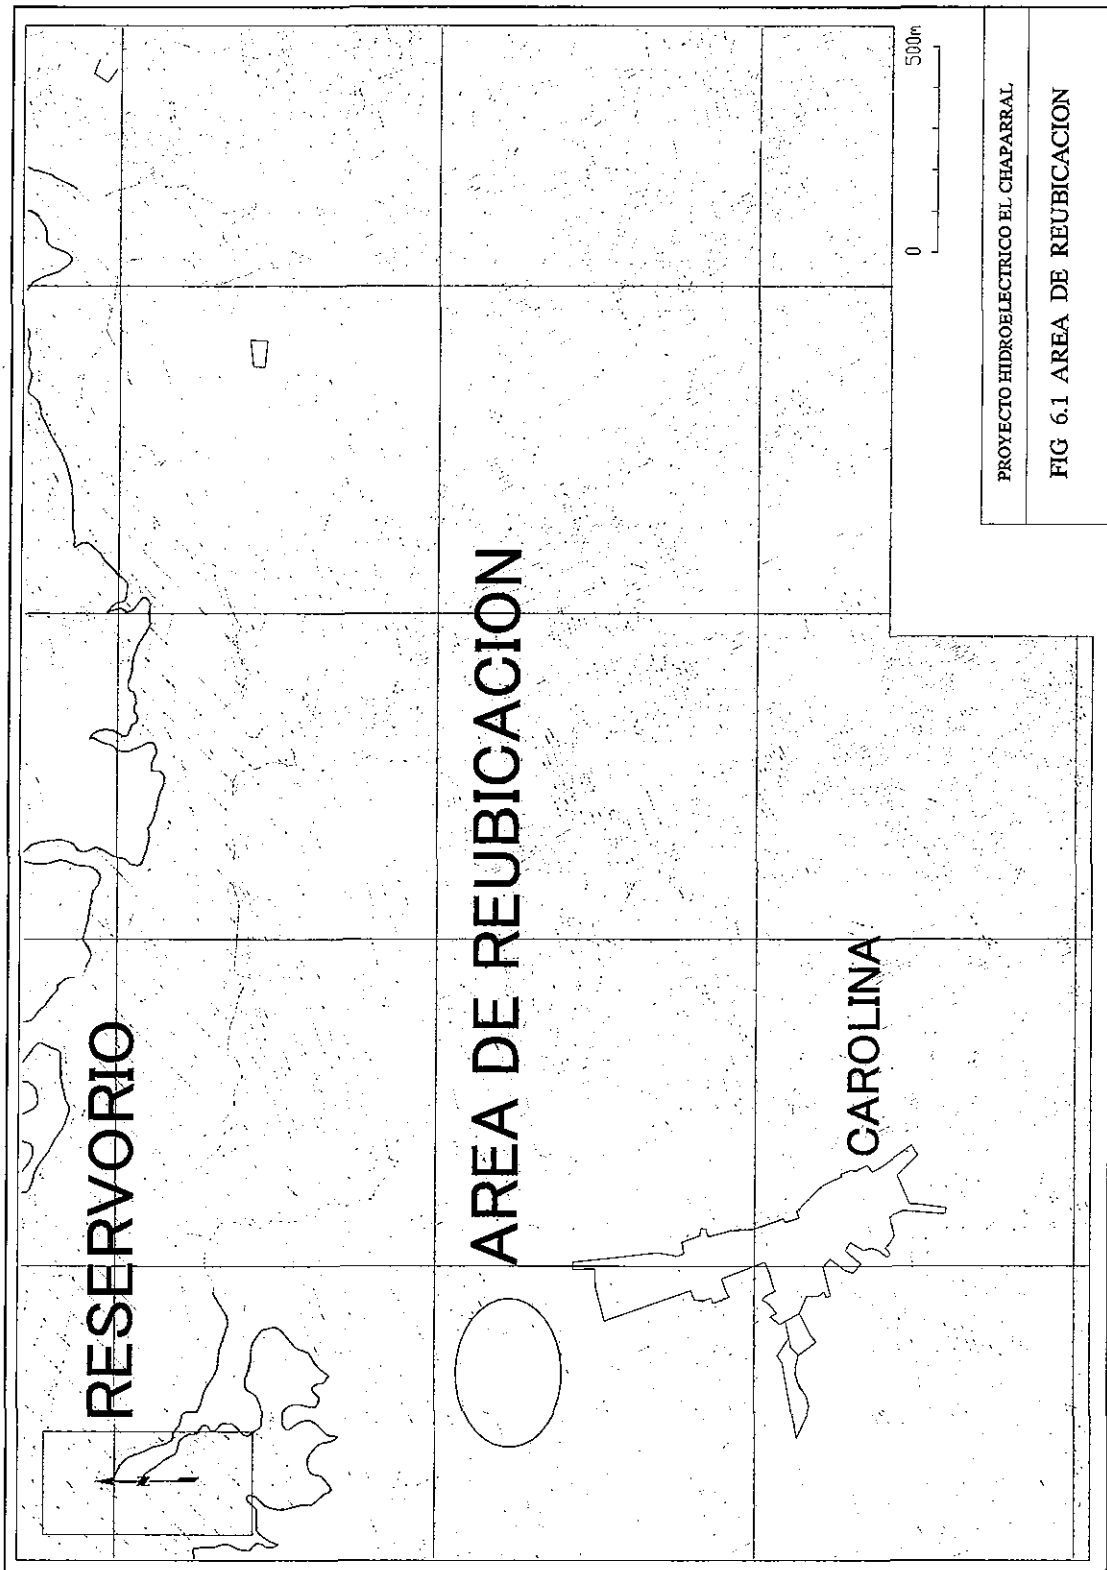 RESERVORIO
AREA DE REUBICACION
CAROLINA
0 500m
PROYECTO HIDROELECTRICO EL CHAPARRAL
FIG 6.1 AREA DE REUBICACION